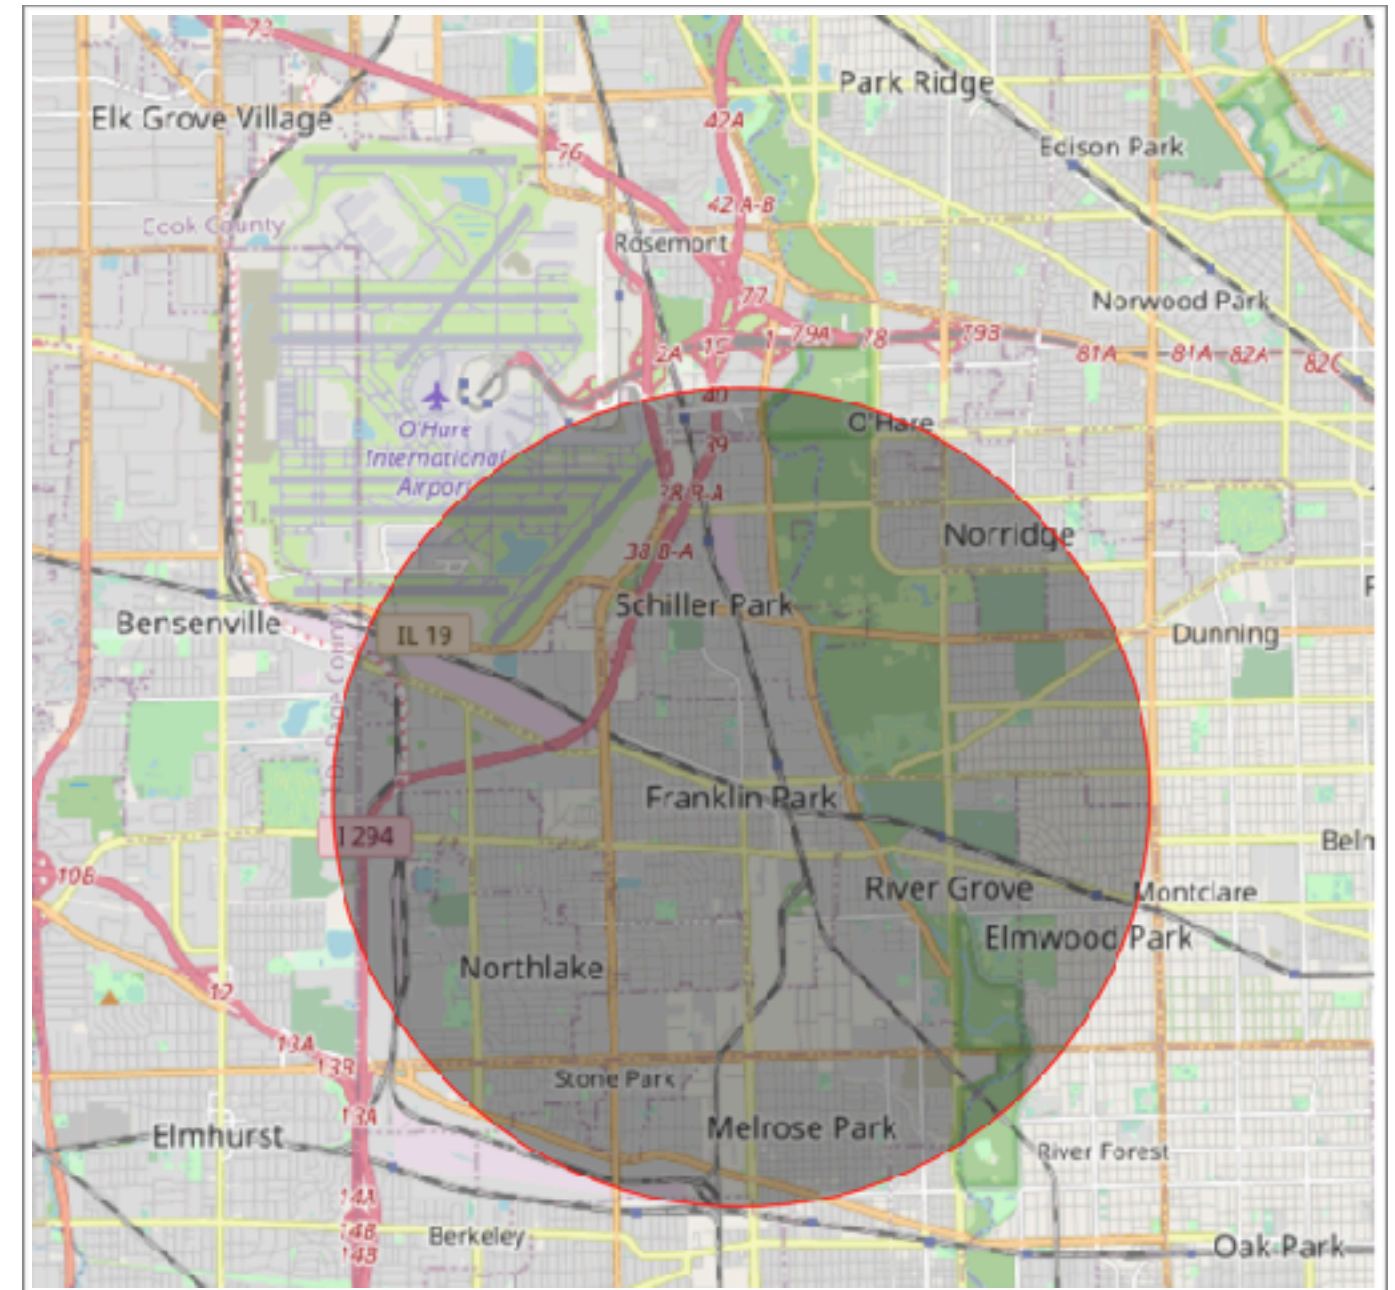 73
Park Ridge
Elk Grove Village
42A
Edison Park
76
42 A-B
Cook County
Rosemont
77
Norwood Park
79A
78
79B
2A
1
81A
81A
82A
82C
40
O'Hare
O'Hare
International
39
Norridge
38 B-A
Schiller Park
Bensenville
IL 19
Dunning
Franklin Park
I 294
10B
River Grove
Montclare
Elmwood Park
Northlake
12
13A
13B
Stone Park
13A
Melrose Park
Elmhurst
River Forest
14A
14B
14B
Berkeley
Oak Park